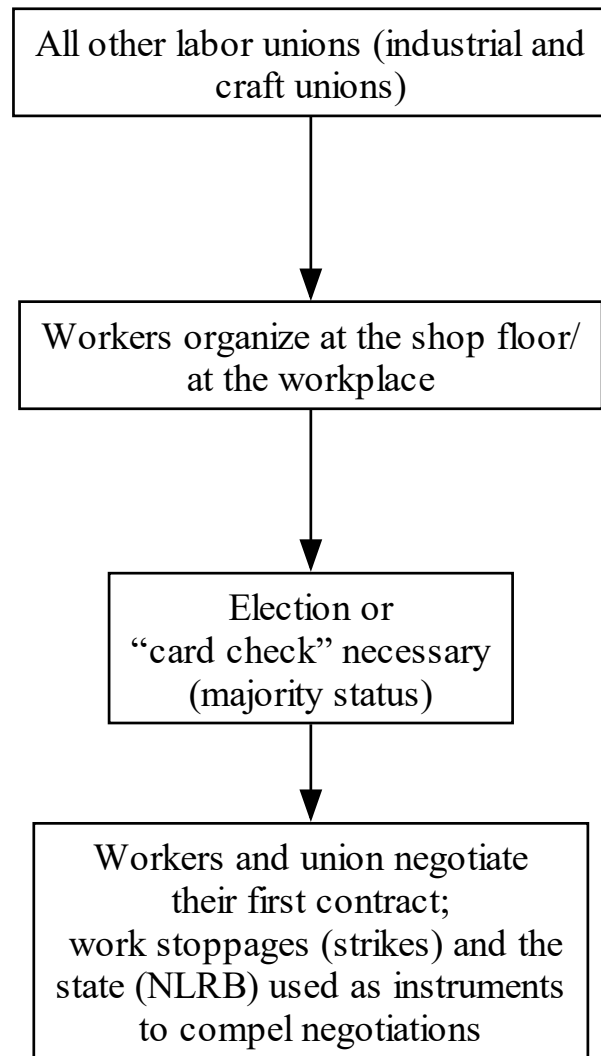 All other labor unions (industrial and
craft unions)
Workers organize at the shop floor/
at the workplace
Election or
“card check” necessary
(majority status)
Workers and union negotiate
their first contract;
work stoppages (strikes) and the
state (NLRB) used as instruments
to compel negotiations